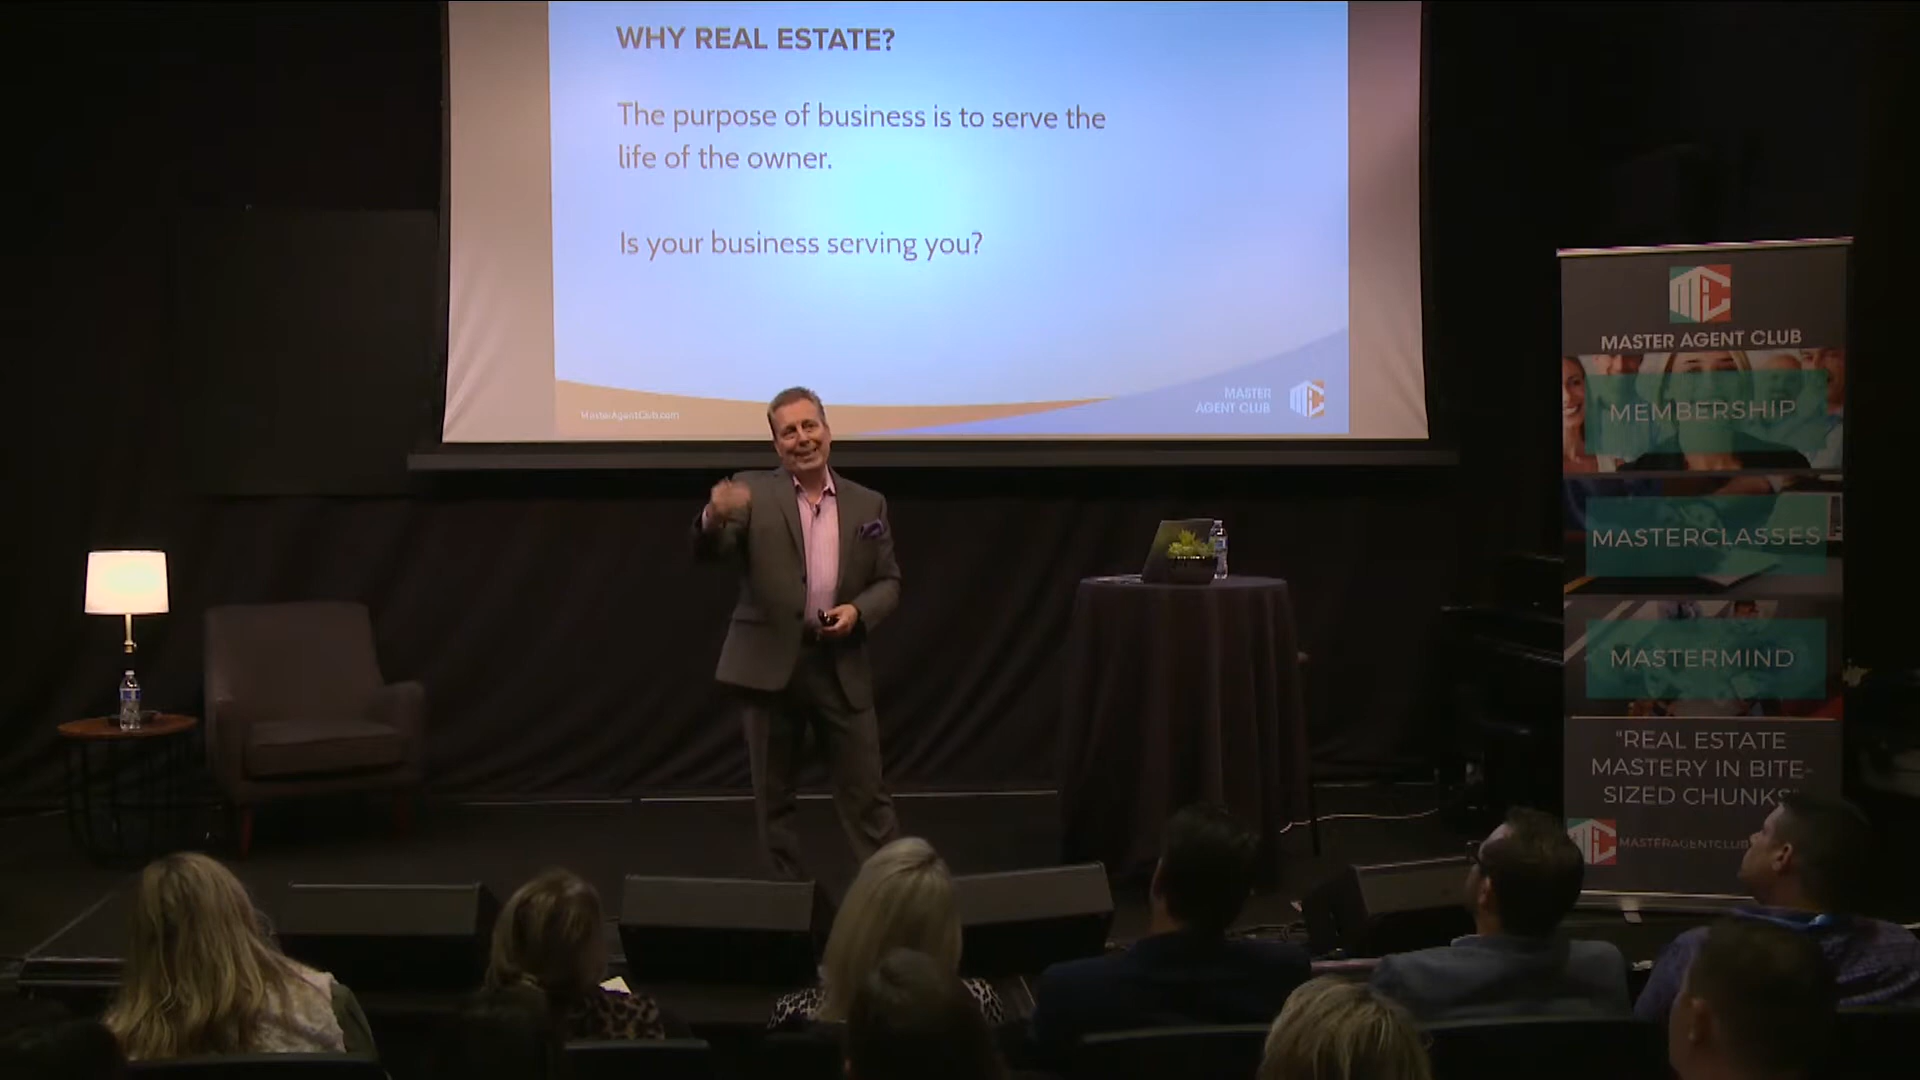 WHY REAL ESTATE?
The purpose of business is to serve the
life of the owner.
Is your business serving you?
MasterAgentClub.com
MASTER
AGENT CLUB
MASTER AGENT CLUB
MEMBERSHIP
MASTERCLASSES
MASTERMIND
"REAL ESTATE
MASTERY IN BITE-
SIZED CHUNKS"
MASTERAGENTCLUB